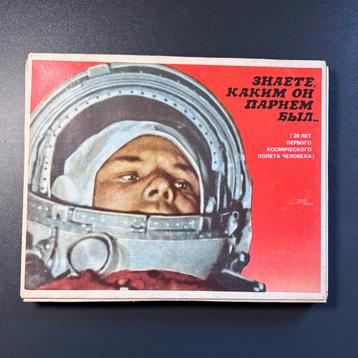 ЗНАЕТЕ,
КАКИМ ОН
ПАРНЕМ
БЫЛ...
(20 ЛЕТ
ПЕРВОГО
КОСМИЧЕСКОГО
ПОЛЕТА ЧЕЛОВЕКА)